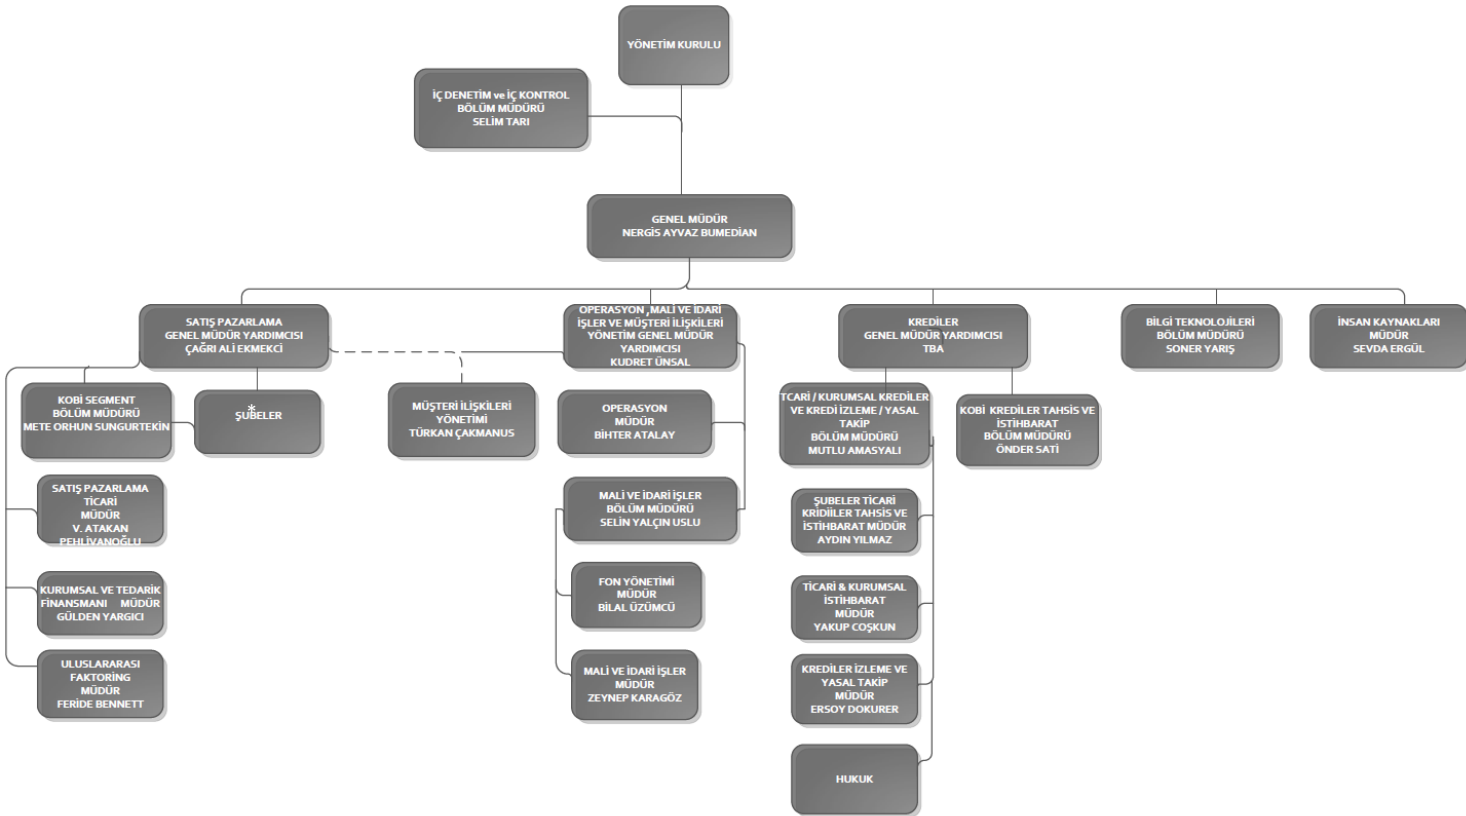 YÖNETİM KURULU
İÇ DENETİM ve İÇ KONTROL
BÖLÜM MÜDÜRÜ
SELİM TARI
GENEL MÜDÜR
NERGİS AYVAZ BUMEDİAN
SATIŞ PAZARLAMA
GENEL MÜDÜR YARDIMCISI
ÇAĞRI ALİ EKMEKCİ
OPERASYON ,MALİ VE İDARİ
İŞLER VE MÜŞTERİ İLİŞKİLERİ
YÖNETİM GENEL MÜDÜR
YARDIMCISI
KUDRET ÜNSAL
KREDİLER
GENEL MÜDÜR YARDIMCISI
TBA
BİLGİ TEKNOLOJİLERİ
BÖLÜM MÜDÜRÜ
SONER YARIŞ
İNSAN KAYNAKLARI
MÜDÜR
SEVDA ERGÜL
KOBİ SEGMENT
BÖLÜM MÜDÜRÜ
METE ORHUN SUNGURTEKİN
*
ŞUBELER
MÜŞTERİ İLİŞKİLERİ
YÖNETİMİ
TÜRKAN ÇAKMANUS
OPERASYON
MÜDÜR
BİHTER ATALAY
TCARİ / KURUMSAL KREDİLER
VE KREDİ İZLEME / YASAL
TAKİP
BÖLÜM MÜDÜRÜ
MUTLU AMASYALI
KOBİ  KREDİLER TAHSİS VE
İSTİHBARAT
BÖLÜM MÜDÜRÜ
ÖNDER SATİ
SATIŞ PAZARLAMA
TİCARİ
MÜDÜR
V. ATAKAN
PEHLİVANOĞLU
MALİ VE İDARİ İŞLER
BÖLÜM MÜDÜRÜ
SELİN YALÇIN USLU
ŞUBELER TİCARİ
KRİDİİLER TAHSİS VE
İSTİHBARAT MÜDÜR
AYDIN YILMAZ
KURUMSAL VE TEDARİK
FİNANSMANI MÜDÜR
GÜLDEN YARGICI
FON YÖNETİMİ
MÜDÜR
BİLAL ÜZÜMCÜ
TİCARİ & KURUMSAL
İSTİHBARAT
MÜDÜR
YAKUP COŞKUN
ULUSLARARASI
FAKTORİNG
MÜDÜR
FERİDE BENNETT
MALİ VE İDARİ İŞLER
MÜDÜR
ZEYNEP KARAGÖZ
KREDİLER İZLEME VE
YASAL TAKİP
MÜDÜR
ERSOY DOKURER
HUKUK